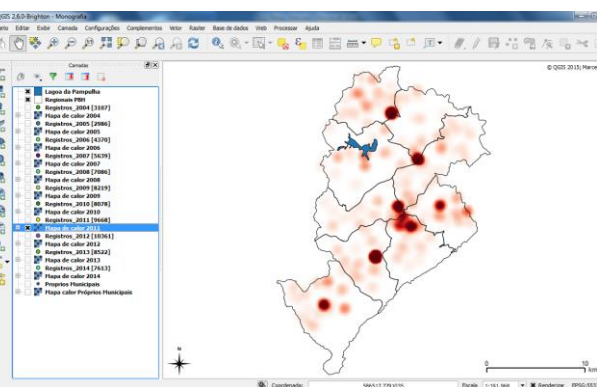 QGIS 2.6.0-Brighton - Monografia
Editar Exibir Camada Configurações Complementos Vetor Raster Base de dados Web Processar Ajuda
Camadas
Lagoa da Pampulha
Regionais PBH
Registros_2004 [3187]
Mapa de calor 2004
Registros_2005 [2986]
Mapa de calor 2005
Registros_2006 [4370]
Mapa de calor 2006
Registros_2007 [5639]
Mapa de calor 2007
Registros_2008 [7086]
Mapa de calor 2008
Registros_2009 [8219]
Mapa de calor 2009
Registros_2010 [8078]
Mapa de calor 2010
Registros_2011 [9668]
Mapa de calor 2011
Registros_2012 [10361]
Mapa de calor 2012
Registros_2013 [8522]
Mapa de calor 2013
Registros_2014 [7613]
Mapa de calor 2014
Proprios Municipais
Mapa calor Próprios Municipais
© QGIS 2015; Marce
N
0 10
km
Coordenada:
Escala
Renderizar